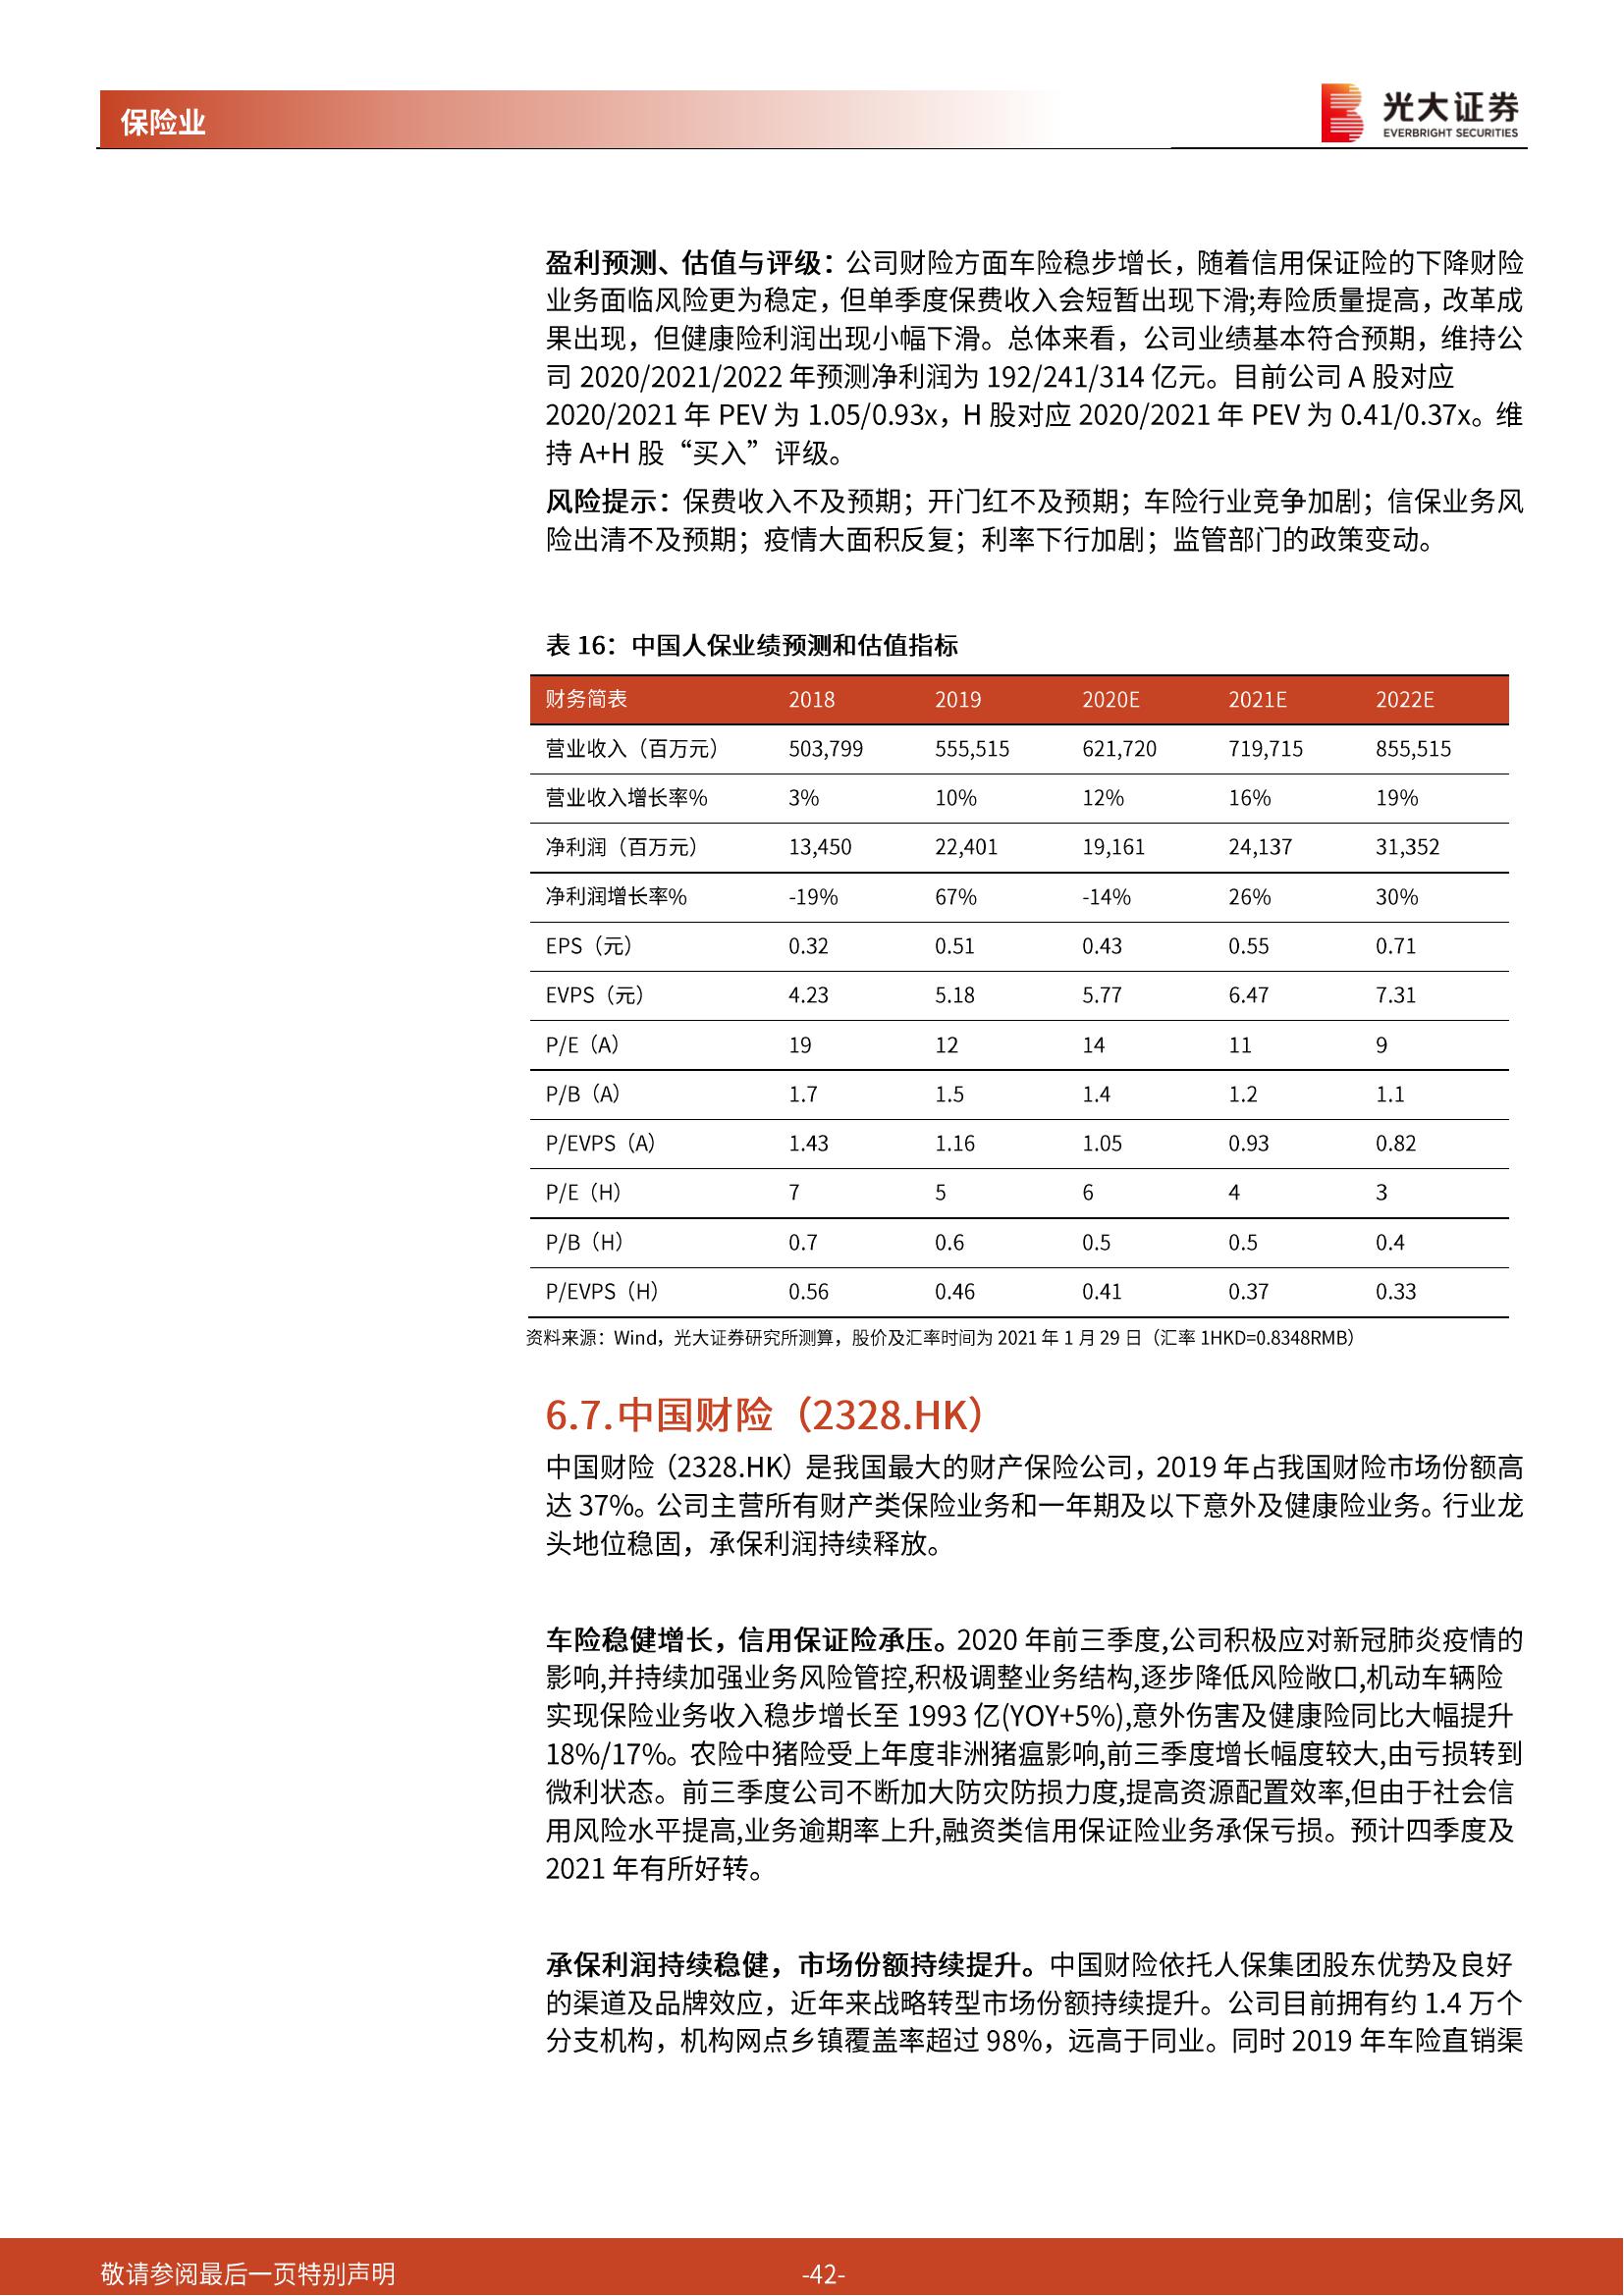 保险业
光大证券
EVERBRIGHT SECURITIES
盈利预测、估值与评级：公司财险方面车险稳步增长，随着信用保证险的下降财险
业务面临风险更为稳定，但单季度保费收入会短暂出现下滑;寿险质量提高，改革成
果出现，但健康险利润出现小幅下滑。总体来看，公司业绩基本符合预期，维持公
司 2020/2021/2022 年预测净利润为 192/241/314 亿元。目前公司 A 股对应
2020/2021 年 PEV 为 1.05/0.93x，H 股对应 2020/2021 年 PEV 为 0.41/0.37x。维
持 A+H 股“买入”评级。
风险提示：保费收入不及预期；开门红不及预期；车险行业竞争加剧；信保业务风
险出清不及预期；疫情大面积反复；利率下行加剧；监管部门的政策变动。
表 16：中国人保业绩预测和估值指标
财务简表 2018 2019 2020E 2021E 2022E
营业收入（百万元） 503,799 555,515 621,720 719,715 855,515
营业收入增长率% 3% 10% 12% 16% 19%
净利润（百万元） 13,450 22,401 19,161 24,137 31,352
净利润增长率% -19% 67% -14% 26% 30%
EPS（元） 0.32 0.51 0.43 0.55 0.71
EVPS（元） 4.23 5.18 5.77 6.47 7.31
P/E（A） 19 12 14 11 9
P/B（A） 1.7 1.5 1.4 1.2 1.1
P/EVPS（A） 1.43 1.16 1.05 0.93 0.82
P/E（H） 7 5 6 4 3
P/B（H） 0.7 0.6 0.5 0.5 0.4
P/EVPS（H） 0.56 0.46 0.41 0.37 0.33
资料来源：Wind，光大证券研究所测算，股价及汇率时间为 2021 年 1 月 29 日（汇率 1HKD=0.8348RMB）
6.7.中国财险（2328.HK）
中国财险（2328.HK）是我国最大的财产保险公司，2019 年占我国财险市场份额高
达 37%。公司主营所有财产类保险业务和一年期及以下意外及健康险业务。行业龙
头地位稳固，承保利润持续释放。
车险稳健增长，信用保证险承压。2020 年前三季度,公司积极应对新冠肺炎疫情的
影响,并持续加强业务风险管控,积极调整业务结构,逐步降低风险敞口,机动车辆险
实现保险业务收入稳步增长至 1993 亿(YOY+5%),意外伤害及健康险同比大幅提升
18%/17%。农险中猪险受上年度非洲猪瘟影响,前三季度增长幅度较大,由亏损转到
微利状态。前三季度公司不断加大防灾防损力度,提高资源配置效率,但由于社会信
用风险水平提高,业务逾期率上升,融资类信用保证险业务承保亏损。预计四季度及
2021 年有所好转。
承保利润持续稳健，市场份额持续提升。中国财险依托人保集团股东优势及良好
的渠道及品牌效应，近年来战略转型市场份额持续提升。公司目前拥有约 1.4 万个
分支机构，机构网点乡镇覆盖率超过 98%，远高于同业。同时 2019 年车险直销渠
敬请参阅最后一页特别声明 -42-